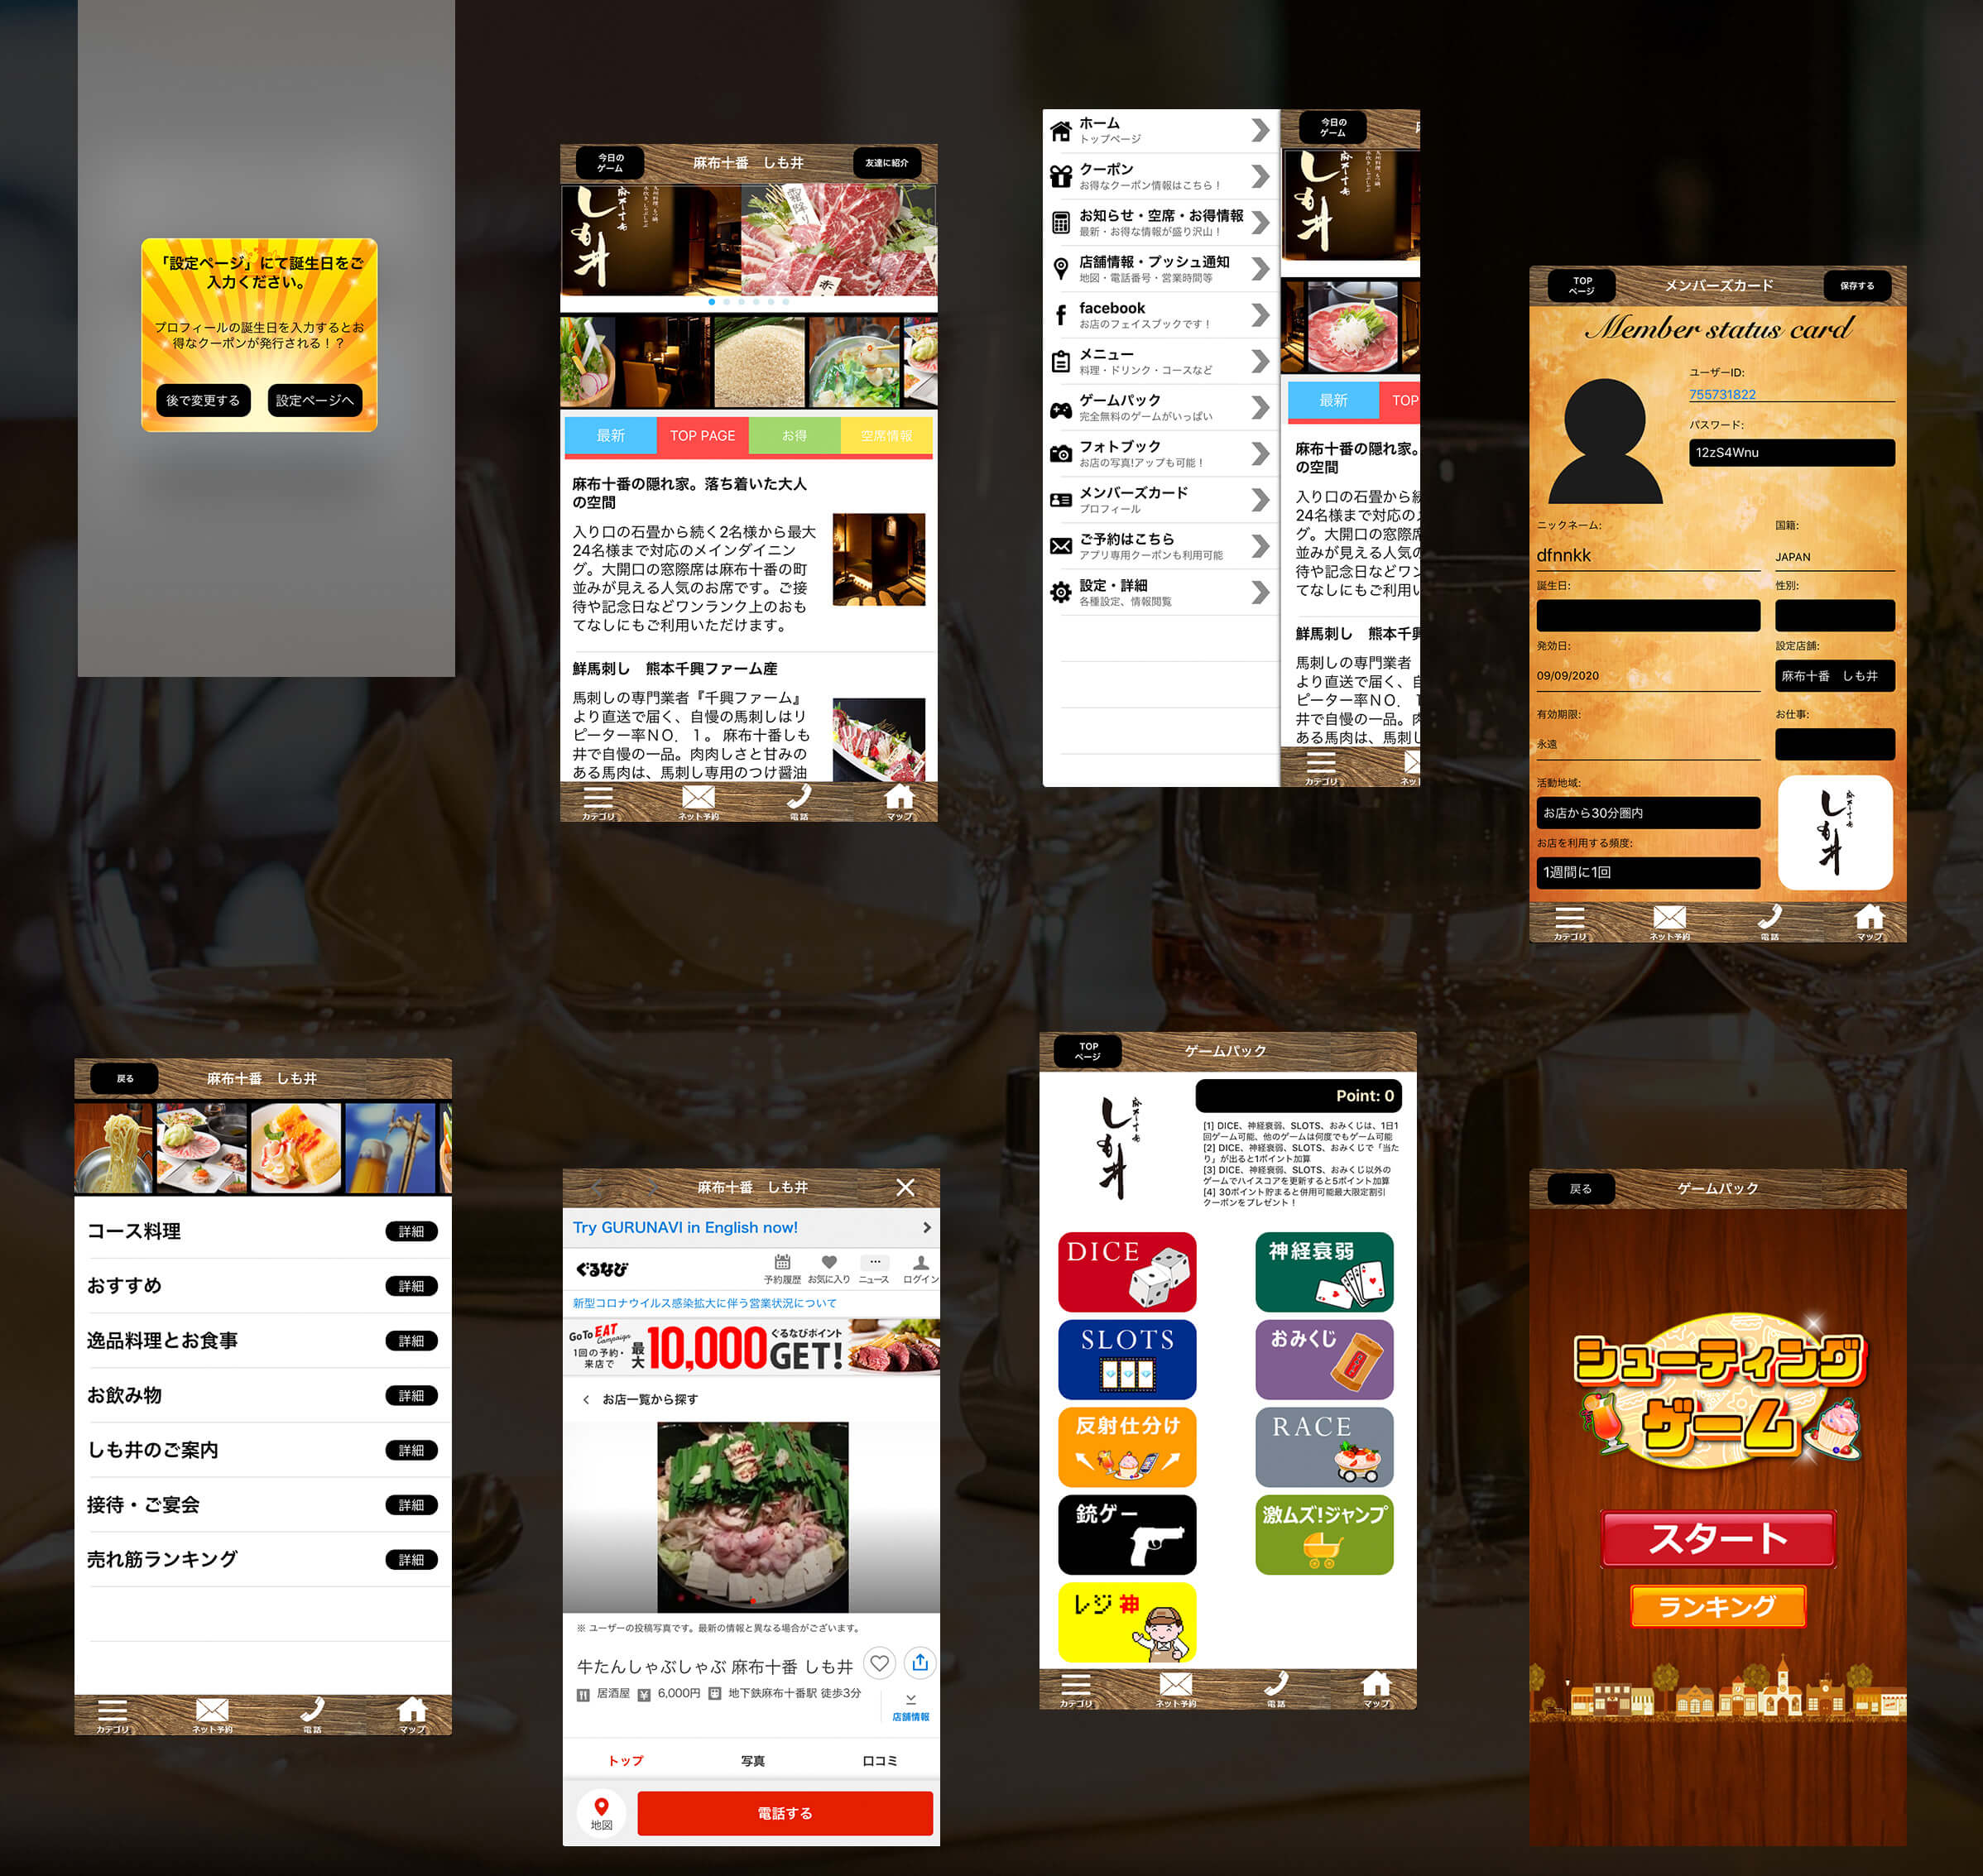 「設定ページ」にて誕生日をご
入力ください。
プロフィールの誕生日を入力するとお
得なクーポンが発行される！？
後で変更する
設定ページへ
今日の
ゲーム
麻布十番　しも井
友達に紹介
麻布十番
しも井
霜降り
赤
最新
TOP PAGE
お得
空席情報
麻布十番の隠れ家。落ち着いた大人
の空間
入り口の石畳から続く2名様から最大
24名様まで対応のメインダイニン
グ。大開口の窓際席は麻布十番の町
並みが見える人気のお席です。ご接
待や記念日などワンランク上のおも
てなしにもご利用いただけます。
鮮馬刺し　熊本千興ファーム産
馬刺しの専門業者『千興ファーム』
より直送で届く、自慢の馬刺しはリ
ピーター率ＮＯ．１。麻布十番しも
井で自慢の一品。肉肉しさと甘みの
ある馬肉は、馬刺し専用のつけ醤油
カテゴリ
ネット予約
電話
マップ
ホーム
トップページ
クーポン
お得なクーポン情報はこちら！
お知らせ・空席・お得情報
最新・お得な情報が盛り沢山！
店舗情報・プッシュ通知
地図・電話番号・営業時間等
facebook
お店のフェイスブックです！
メニュー
料理・ドリンク・コースなど
ゲームパック
完全無料のゲームがいっぱい
フォトブック
お店の写真!アップも可能！
メンバーズカード
プロフィール
ご予約はこちら
アプリ専用クーポンも利用可能
設定・詳細
各種設定、情報閲覧
今日の
ゲーム
麻布十番
しも井
最新
TOP
麻布十番の隠れ家。
の空間
入り口の石畳から続
24名様まで対応の
グ。大開口の窓際席
並みが見える人気の
待や記念日などワン
てなしにもご利用い
鮮馬刺し　熊本千興
馬刺しの専門業者
より直送で届く、自
ピーター率ＮＯ．１
井で自慢の一品。肉
ある馬肉は、馬刺し
カテゴリ
ネッ
TOP
ページ
メンバーズカード
保存する
Member status card
ユーザーID:
755731822
パスワード:
12zS4Wnu
ニックネーム:
国籍:
dfnnkk
JAPAN
誕生日:
性別:
発効日:
設定店舗:
09/09/2020
麻布十番　しも井
有効期限:
お仕事:
永遠
活動地域:
お店から30分圏内
お店を利用する頻度:
1週間に1回
麻布十番
しも井
カテゴリ
ネット予約
電話
マップ
戻る
麻布十番　しも井
コース料理
詳細
おすすめ
詳細
逸品料理とお食事
詳細
お飲み物
詳細
しも井のご案内
詳細
接待・ご宴会
詳細
売れ筋ランキング
詳細
カテゴリ
ネット予約
電話
マップ
麻布十番　しも井
Try GURUNAVI in English now!
ぐるなび
予約履歴
お気に入り
ニュース
ログイン
新型コロナウイルス感染拡大に伴う営業状況について
GoTo EAT Campaign
1回の予約・
来店で
最大
10,000
ぐるなびポイント
GET!
お店一覧から探す
※ ユーザーの投稿写真です。最新の情報と異なる場合がございます。
牛たんしゃぶしゃぶ 麻布十番 しも井
居酒屋
¥ 6,000円
地下鉄麻布十番駅 徒歩3分
店舗情報
トップ
写真
口コミ
地図
電話する
TOP
ページ
ゲームパック
麻布十番
しも井
Point: 0
[1] DICE、神経衰弱、SLOTS、おみくじは、1日1
回ゲーム可能、他のゲームは何度でもゲーム可能
[2] DICE、神経衰弱、SLOTS、おみくじで「当た
り」が出ると1ポイント加算
[3] DICE、神経衰弱、SLOTS、おみくじ以外の
ゲームでハイスコアを更新すると5ポイント加算
[4] 30ポイント貯まると併用可能最大限定割引
クーポンをプレゼント！
DICE
神経衰弱
SLOTS
おみくじ
反射仕分け
RACE
銃ゲー
激ムズ!ジャンプ
レジ神
カテゴリ
ネット予約
電話
マップ
戻る
ゲームパック
シューティング
ゲーム
スタート
ランキング